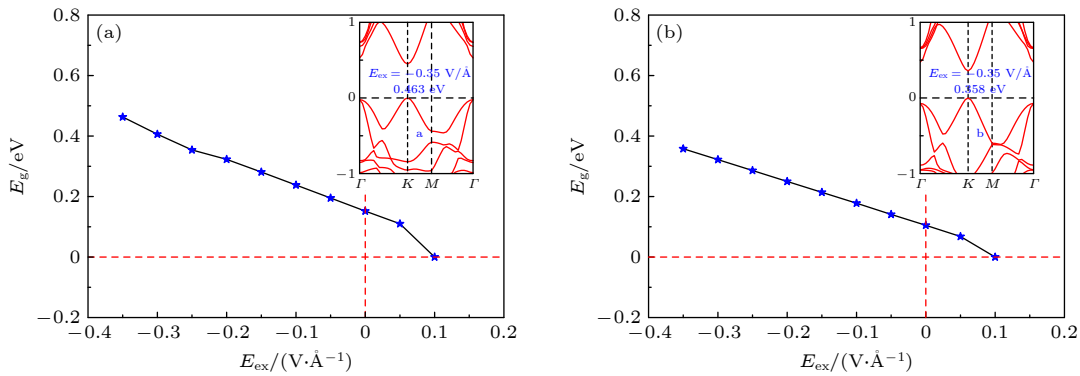 (a)
0.8
0.6
0.4
0.2
0
−0.2
E_g/eV
−0.4
−0.3
−0.2
−0.1
0
0.1
0.2
E_ex/(V·Å⁻¹)
1
0
−1
E_ex = −0.35 V/Å
0.463 eV
a
Γ K M Γ
(b)
0.8
0.6
0.4
0.2
0
−0.2
E_g/eV
−0.4
−0.3
−0.2
−0.1
0
0.1
0.2
E_ex/(V·Å⁻¹)
1
0
−1
E_ex = −0.35 V/Å
0.358 eV
b
Γ K M Γ